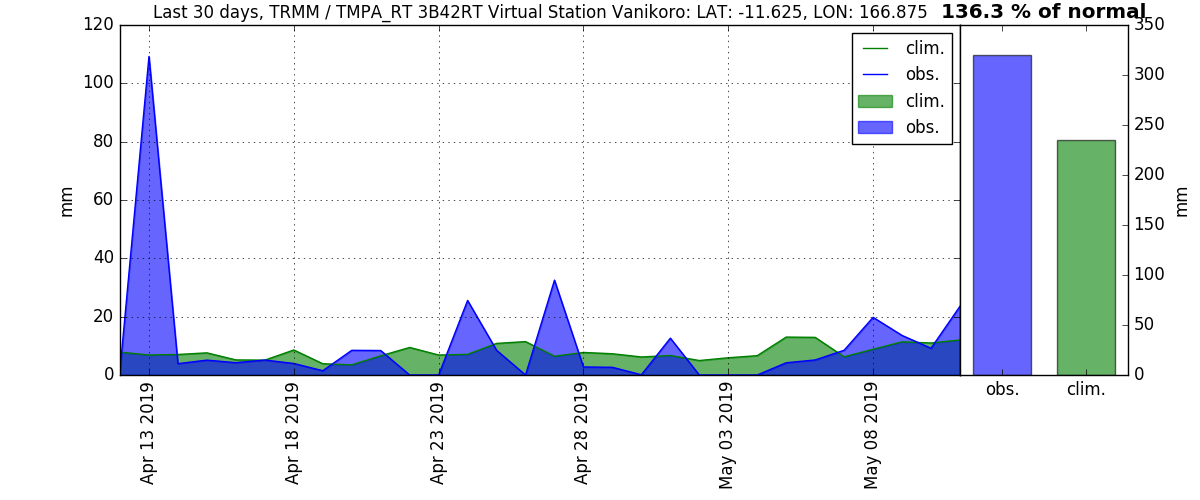 Last 30 days, TRMM / TMPA_RT 3B42RT Virtual Station Vanikoro: LAT: -11.625, LON: 166.875 136.3 % of normal
120
100
80
60
40
20
0
mm
clim.
obs.
clim.
obs.
Apr 13 2019
Apr 18 2019
Apr 23 2019
Apr 28 2019
May 03 2019
May 08 2019
350
300
250
200
150
100
50
0
mm
obs. clim.